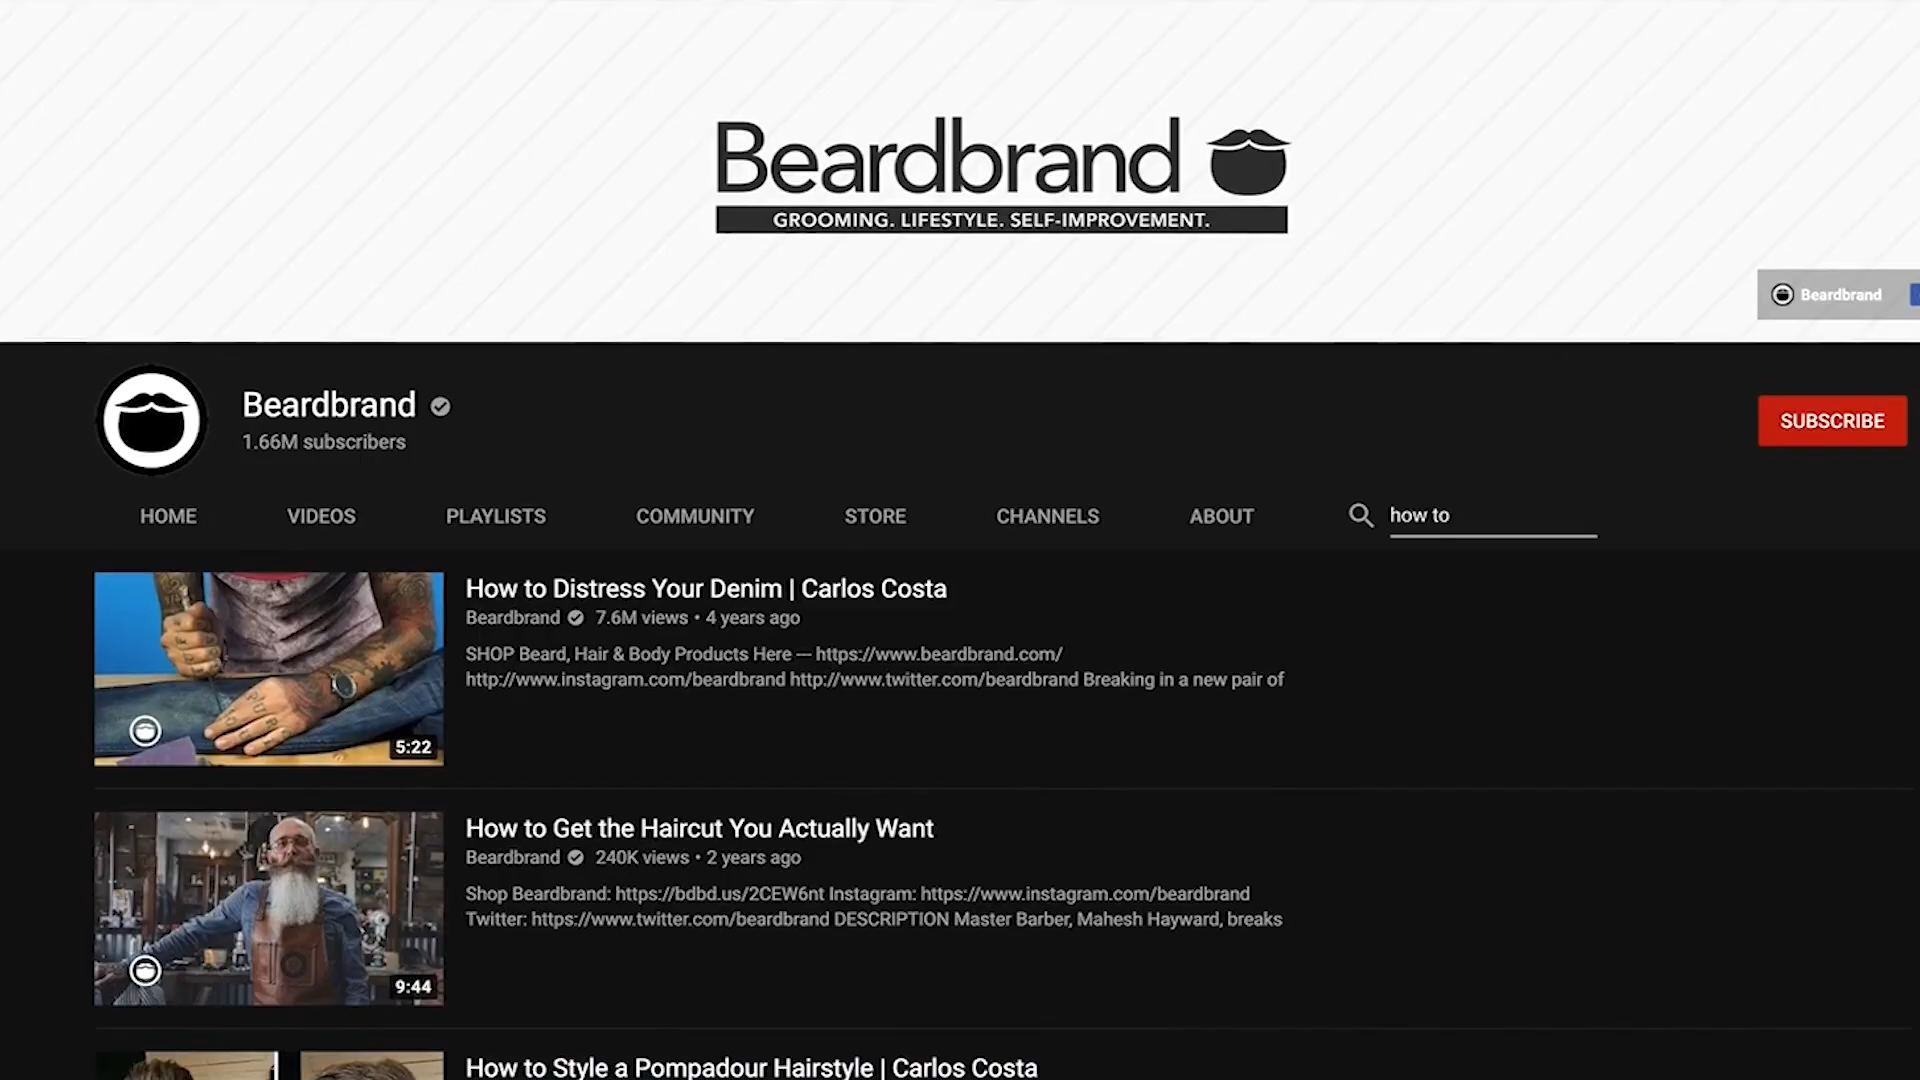 Beardbrand
GROOMING. LIFESTYLE. SELF-IMPROVEMENT.
Beardbrand
Beardbrand
1.66M subscribers
SUBSCRIBE
HOME VIDEOS PLAYLISTS COMMUNITY STORE CHANNELS ABOUT how to
How to Distress Your Denim | Carlos Costa
Beardbrand 7.6M views • 4 years ago
SHOP Beard, Hair & Body Products Here --- https://www.beardbrand.com/
http://www.instagram.com/beardbrand http://www.twitter.com/beardbrand Breaking in a new pair of
5:22
How to Get the Haircut You Actually Want
Beardbrand 240K views • 2 years ago
Shop Beardbrand: https://bdbd.us/2CEW6nt Instagram: https://www.instagram.com/beardbrand
Twitter: https://www.twitter.com/beardbrand DESCRIPTION Master Barber, Mahesh Hayward, breaks
9:44
How to Style a Pompadour Hairstyle | Carlos Costa